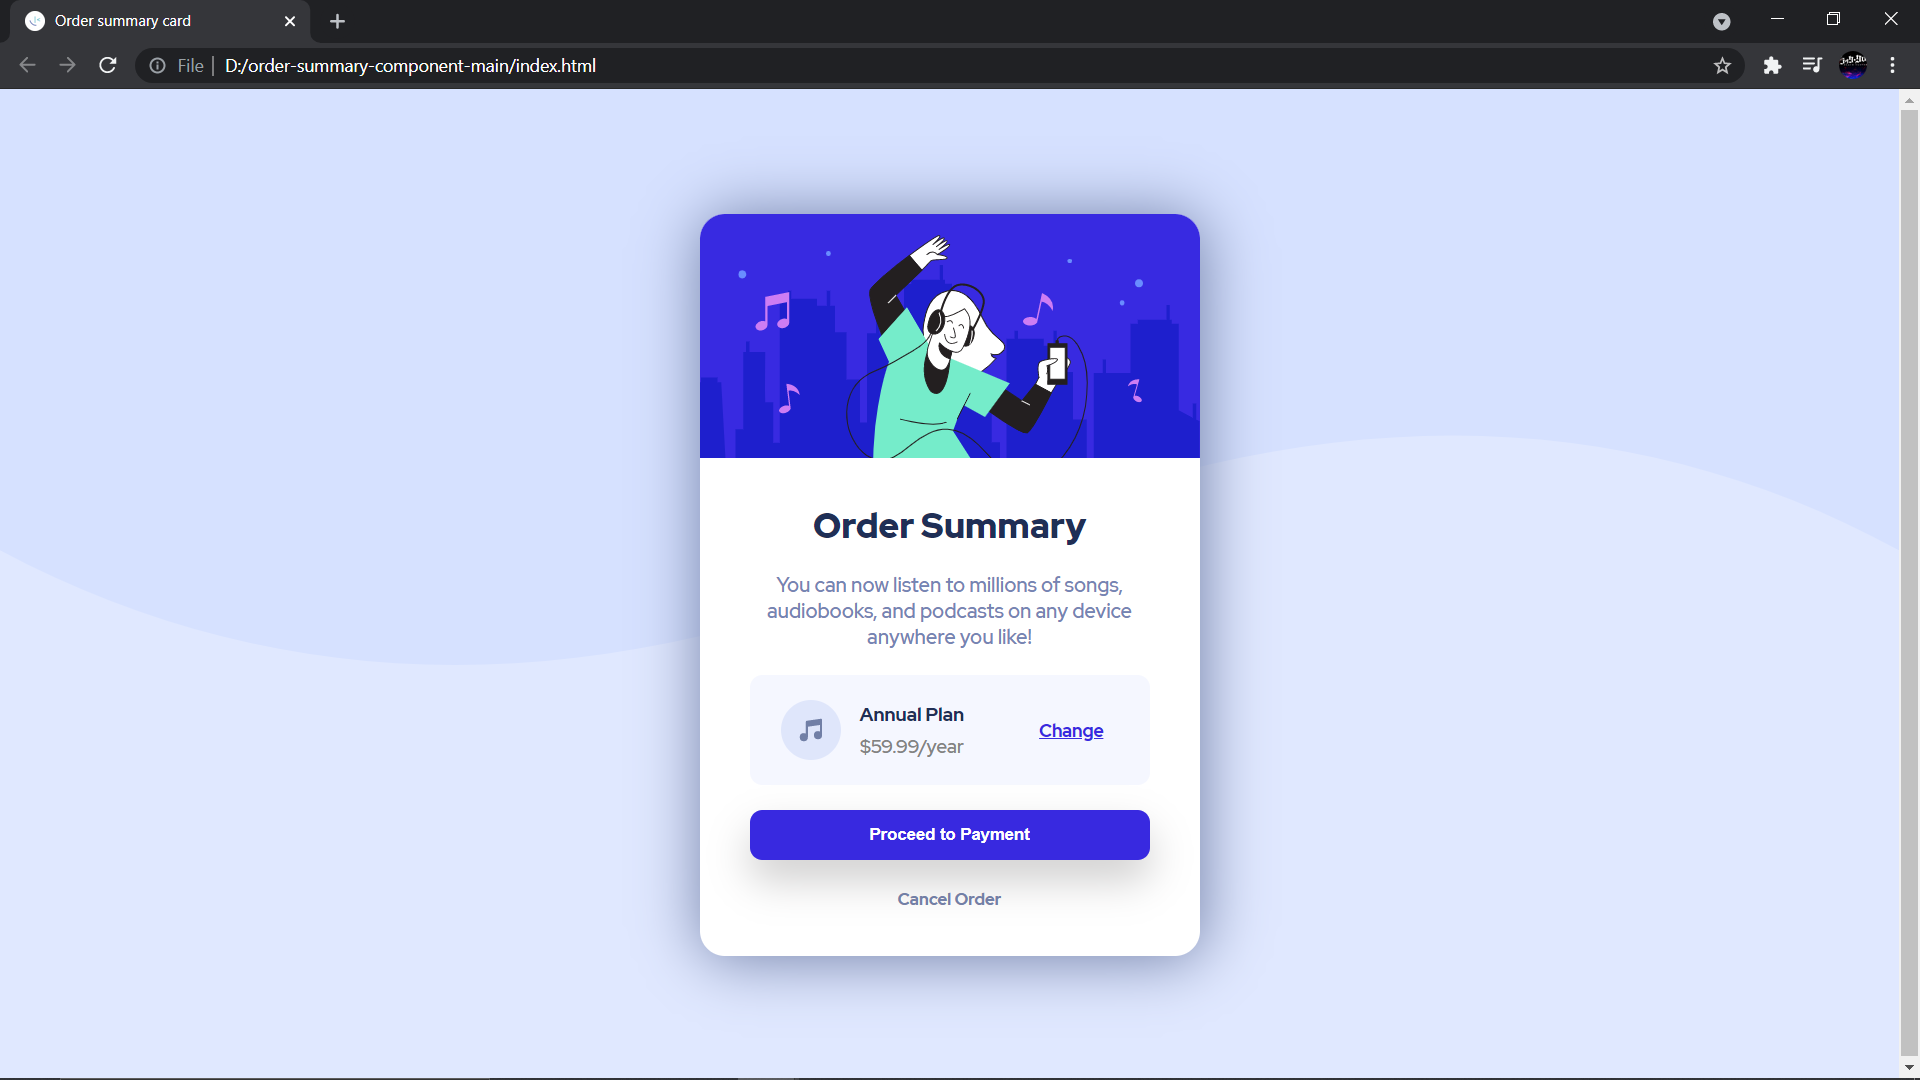 Order summary card
File
D:/order-summary-component-main/index.html
Order Summary
You can now listen to millions of songs,
audiobooks, and podcasts on any device
anywhere you like!
Annual Plan
$59.99/year
Change
Proceed to Payment
Cancel Order